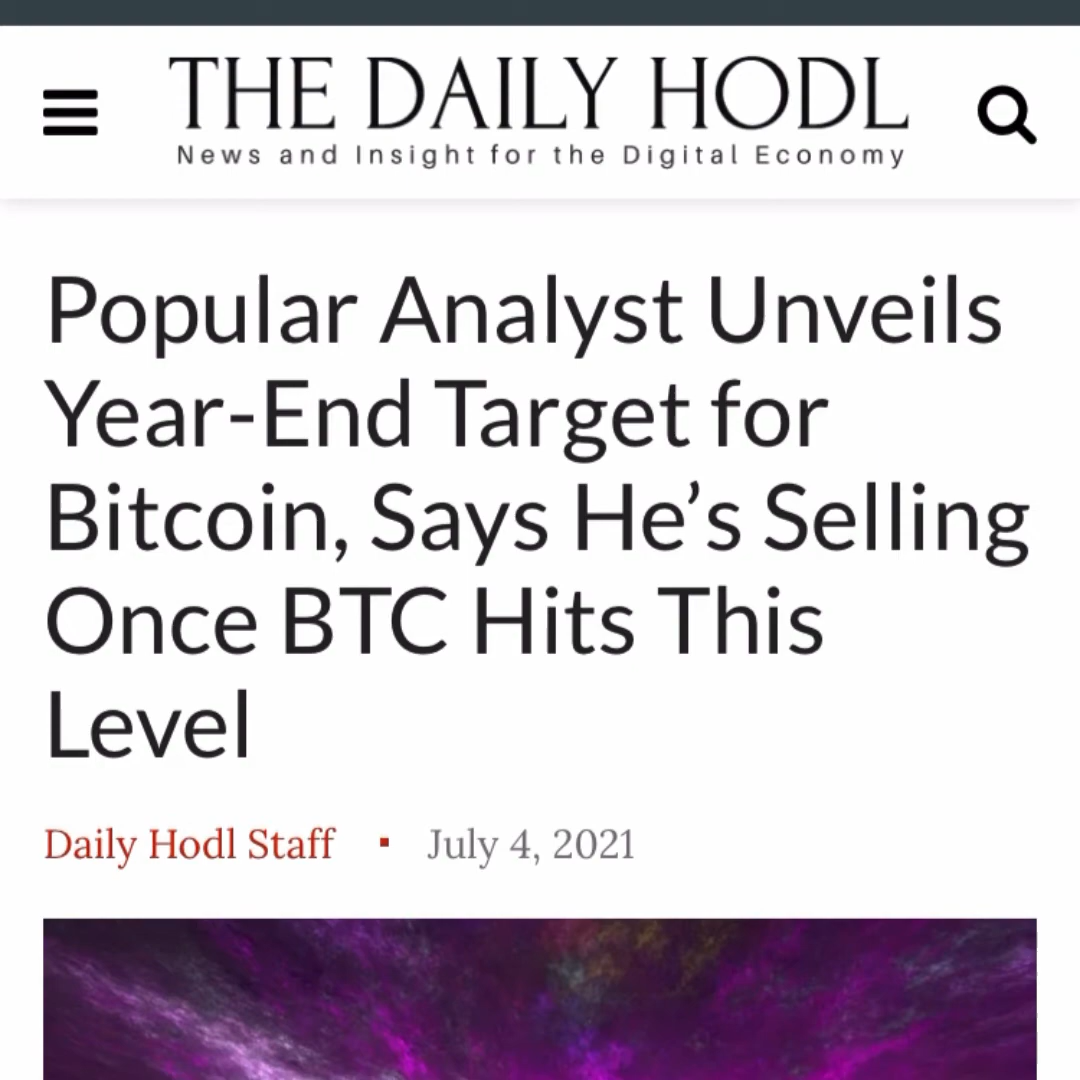 THE DAILY HODL
News and Insight for the Digital Economy
Popular Analyst Unveils
Year-End Target for
Bitcoin, Says He’s Selling
Once BTC Hits This
Level
Daily Hodl Staff ▪ July 4, 2021